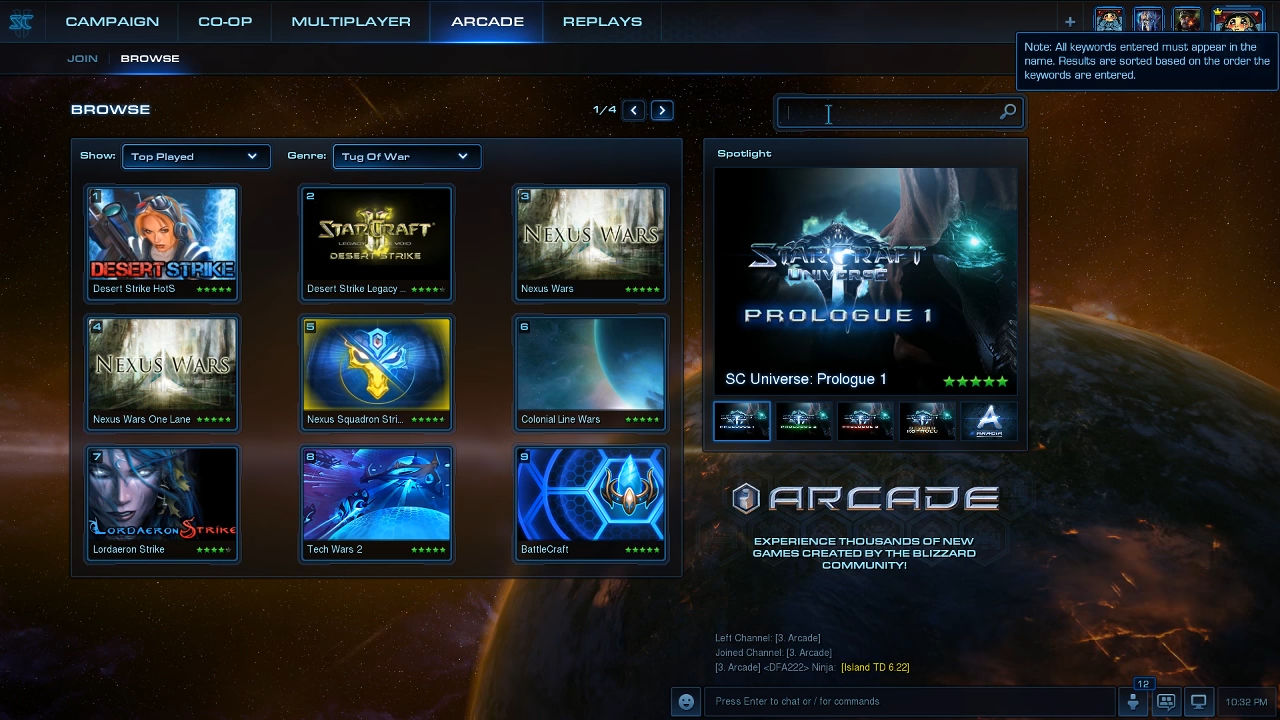 CAMPAIGN
CO-OP
MULTIPLAYER
ARCADE
REPLAYS
JOIN
BROWSE
Note: All keywords entered must appear in the
name. Results are sorted based on the order the
keywords are entered.
BROWSE
1/4
Show:
Top Played
Genre:
Tug Of War
1
DESERT STRIKE
Desert Strike HotS
2
STARCRAFT
LEGACY OF THE VOID
DESERT STRIKE
Desert Strike Legacy ...
3
NEXUS WARS
Nexus Wars
4
NEXUS WARS
Nexus Wars One Lane
5
Nexus Squadron Stri...
6
Colonial Line Wars
7
LORDAERON STRIKE
Lordaeron Strike
8
Tech Wars 2
9
BattleCraft
Spotlight
STARCRAFT
UNIVERSE
PROLOGUE 1
SC Universe: Prologue 1
ARCADE
EXPERIENCE THOUSANDS OF NEW
GAMES CREATED BY THE BLIZZARD
COMMUNITY!
Left Channel: [3. Arcade]
Joined Channel: [3. Arcade]
[3. Arcade] <DFA222> Ninja: [Island TD 6.22]
Press Enter to chat or / for commands
12
10:32 PM